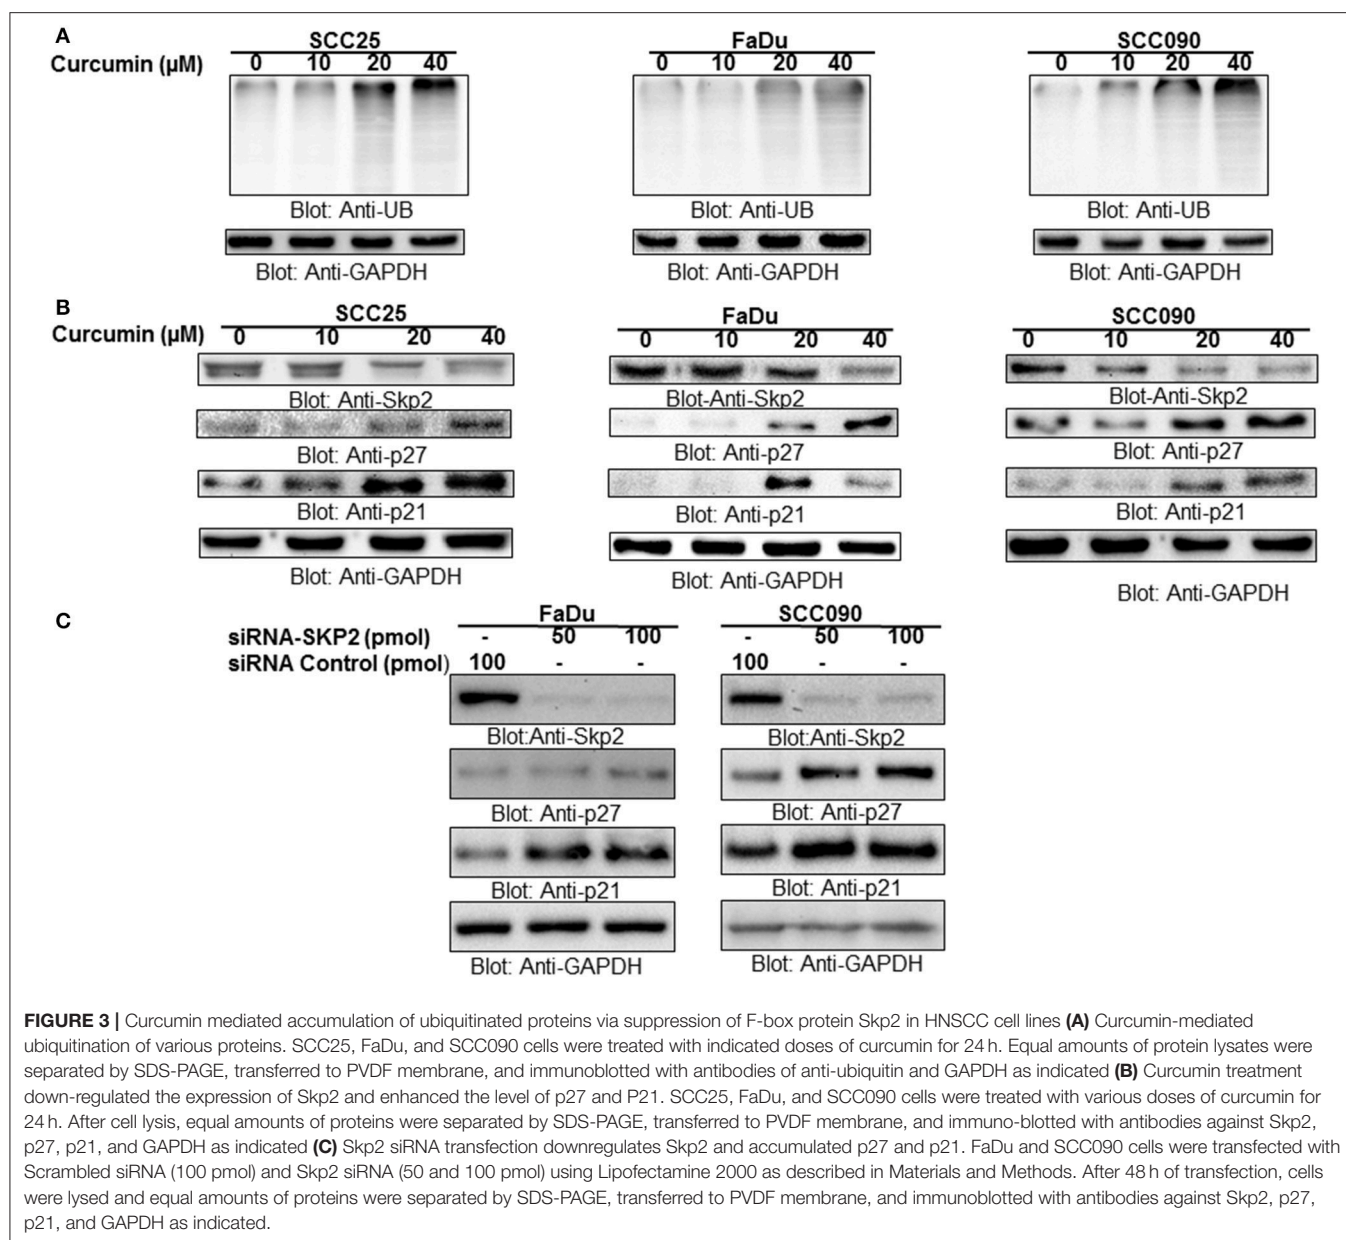 A
SCC25 FaDu SCC090
Curcumin (µM) 0 10 20 40 0 10 20 40 0 10 20 40
Blot: Anti-UB Blot: Anti-UB Blot: Anti-UB
Blot: Anti-GAPDH Blot: Anti-GAPDH Blot: Anti-GAPDH
B
SCC25 FaDu SCC090
Curcumin (µM) 0 10 20 40 0 10 20 40 0 10 20 40
Blot: Anti-Skp2 Blot-Anti-Skp2 Blot-Anti-Skp2
Blot: Anti-p27 Blot: Anti-p27 Blot: Anti-p27
Blot: Anti-p21 Blot: Anti-p21 Blot: Anti-p21
Blot: Anti-GAPDH Blot: Anti-GAPDH Blot: Anti-GAPDH
C
FaDu SCC090
siRNA-SKP2 (pmol) - 50 100 - 50 100
siRNA Control (pmol) 100 - - 100 - -
Blot:Anti-Skp2 Blot:Anti-Skp2
Blot: Anti-p27 Blot: Anti-p27
Blot: Anti-p21 Blot: Anti-p21
Blot: Anti-GAPDH Blot: Anti-GAPDH
FIGURE 3 | Curcumin mediated accumulation of ubiquitinated proteins via suppression of F-box protein Skp2 in HNSCC cell lines (A) Curcumin-mediated
ubiquitination of various proteins. SCC25, FaDu, and SCC090 cells were treated with indicated doses of curcumin for 24 h. Equal amounts of protein lysates were
separated by SDS-PAGE, transferred to PVDF membrane, and immunoblotted with antibodies of anti-ubiquitin and GAPDH as indicated (B) Curcumin treatment
down-regulated the expression of Skp2 and enhanced the level of p27 and P21. SCC25, FaDu, and SCC090 cells were treated with various doses of curcumin for
24 h. After cell lysis, equal amounts of proteins were separated by SDS-PAGE, transferred to PVDF membrane, and immuno-blotted with antibodies against Skp2,
p27, p21, and GAPDH as indicated (C) Skp2 siRNA transfection downregulates Skp2 and accumulated p27 and p21. FaDu and SCC090 cells were transfected with
Scrambled siRNA (100 pmol) and Skp2 siRNA (50 and 100 pmol) using Lipofectamine 2000 as described in Materials and Methods. After 48 h of transfection, cells
were lysed and equal amounts of proteins were separated by SDS-PAGE, transferred to PVDF membrane, and immunoblotted with antibodies against Skp2, p27,
p21, and GAPDH as indicated.